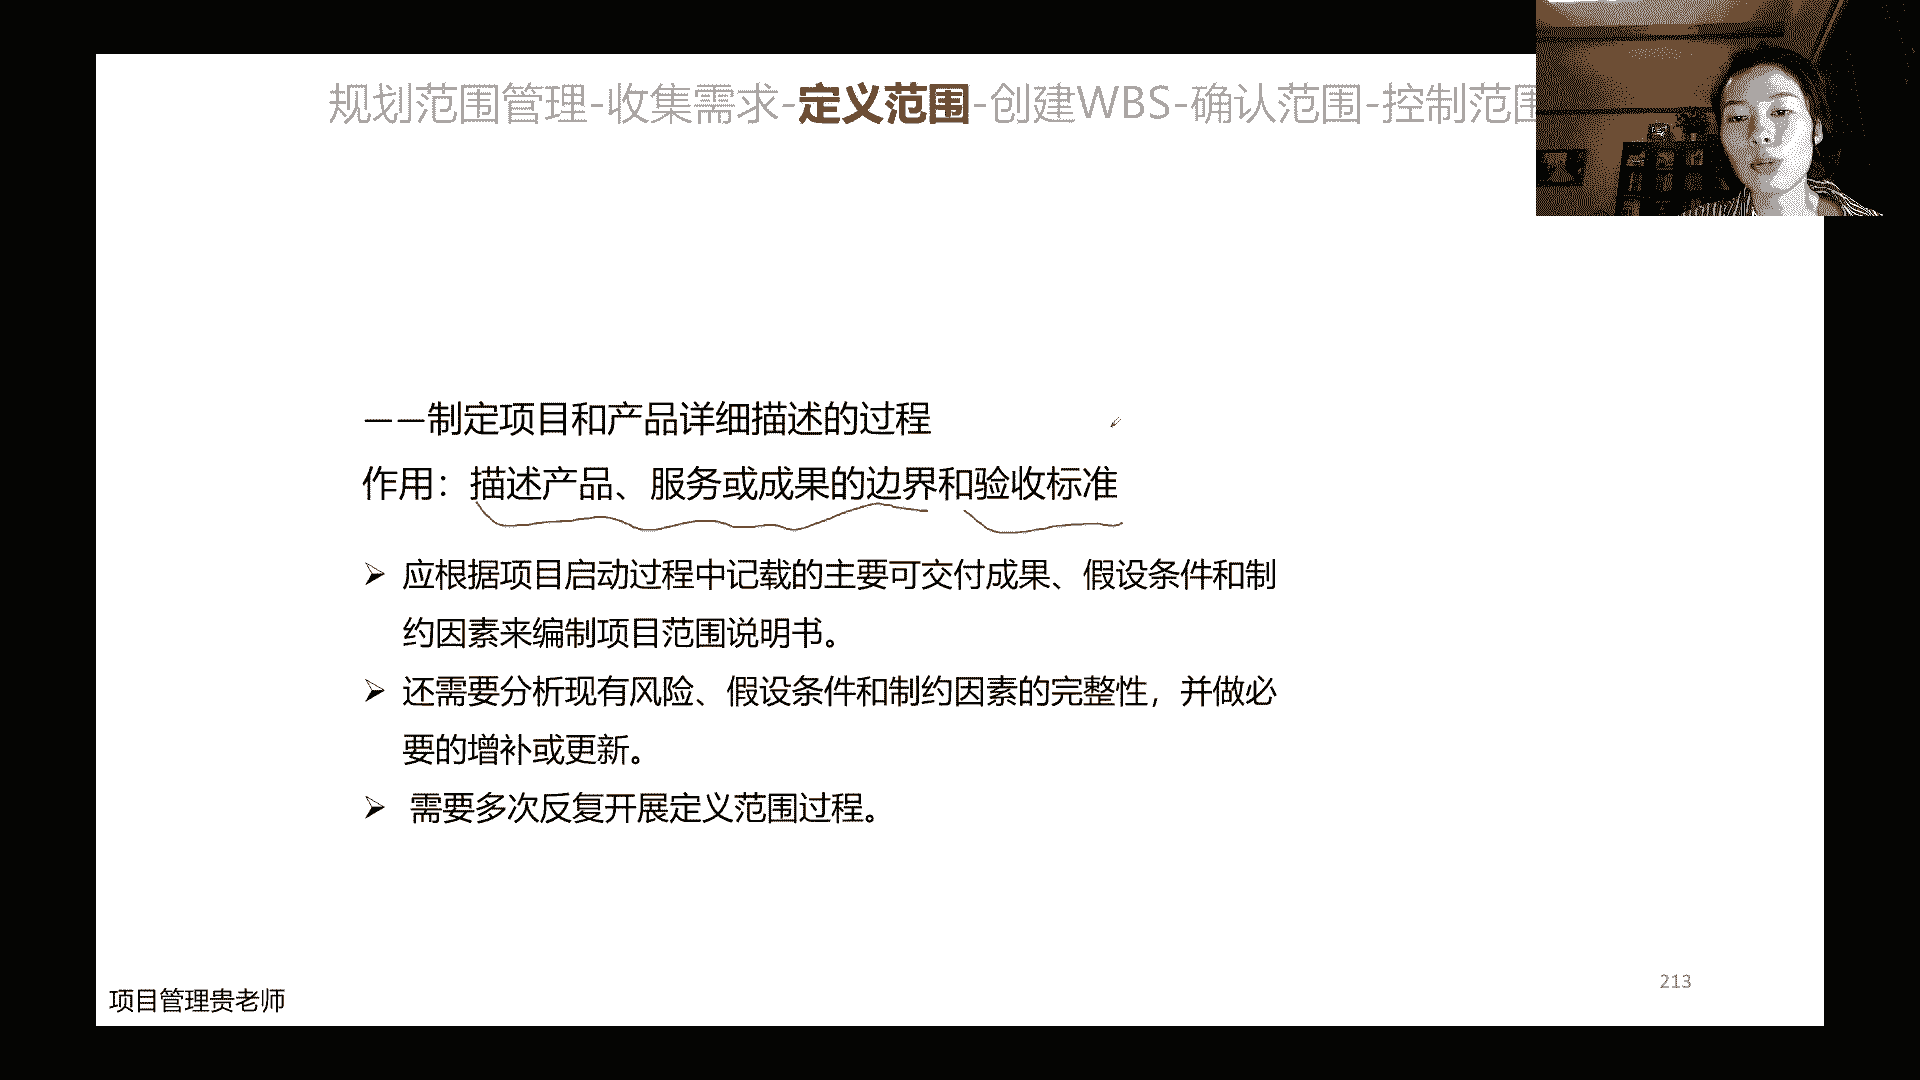 规划范围管理-收集需求-定义范围-创建WBS-确认范围-控制范围
——制定项目和产品详细描述的过程
作用：描述产品、服务或成果的边界和验收标准
➢ 应根据项目启动过程中记载的主要可交付成果、假设条件和制
约因素来编制项目范围说明书。
➢ 还需要分析现有风险、假设条件和制约因素的完整性，并做必
要的增补或更新。
➢ 需要多次反复开展定义范围过程。
213
项目管理贵老师